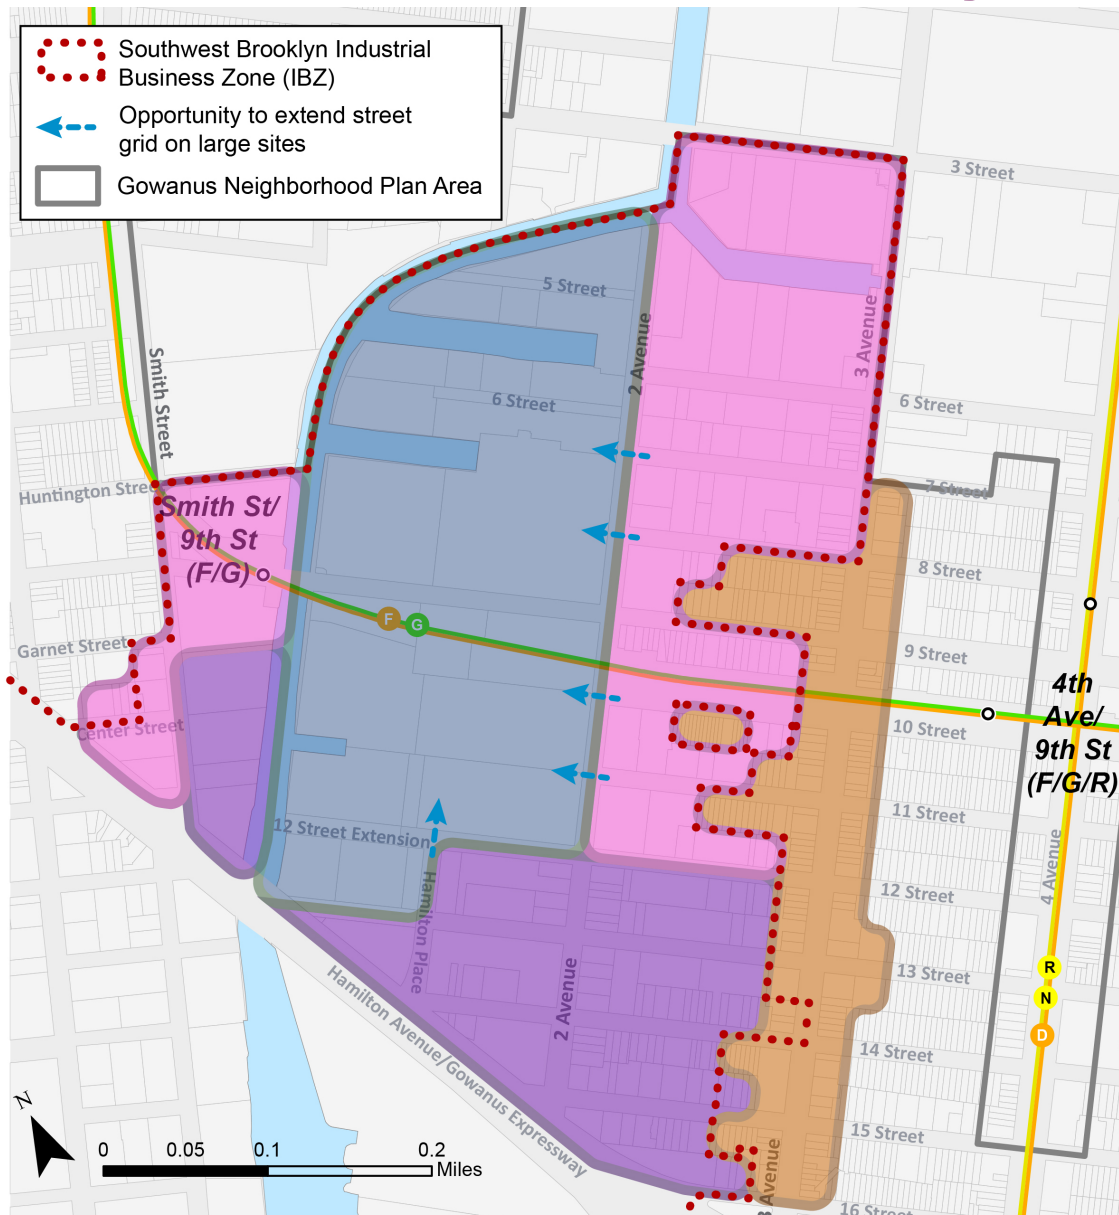 Southwest Brooklyn Industrial
Business Zone (IBZ)
Opportunity to extend street
grid on large sites
Gowanus Neighborhood Plan Area
3 Street
5 Street
2 Avenue
3 Avenue
Smith Street
6 Street
6 Street
Huntington Street
7 Street
Smith St/
9th St
(F/G)
8 Street
F
G
Garnet Street
9 Street
4th
Ave/
9th St
(F/G/R)
Center Street
10 Street
11 Street
12 Street Extension
4 Avenue
12 Street
Hamilton Place
13 Street
R
N
D
2 Avenue
Hamilton Avenue/Gowanus Expressway
14 Street
15 Street
Avenue
16 Street
N
0 0.05 0.1 0.2
Miles